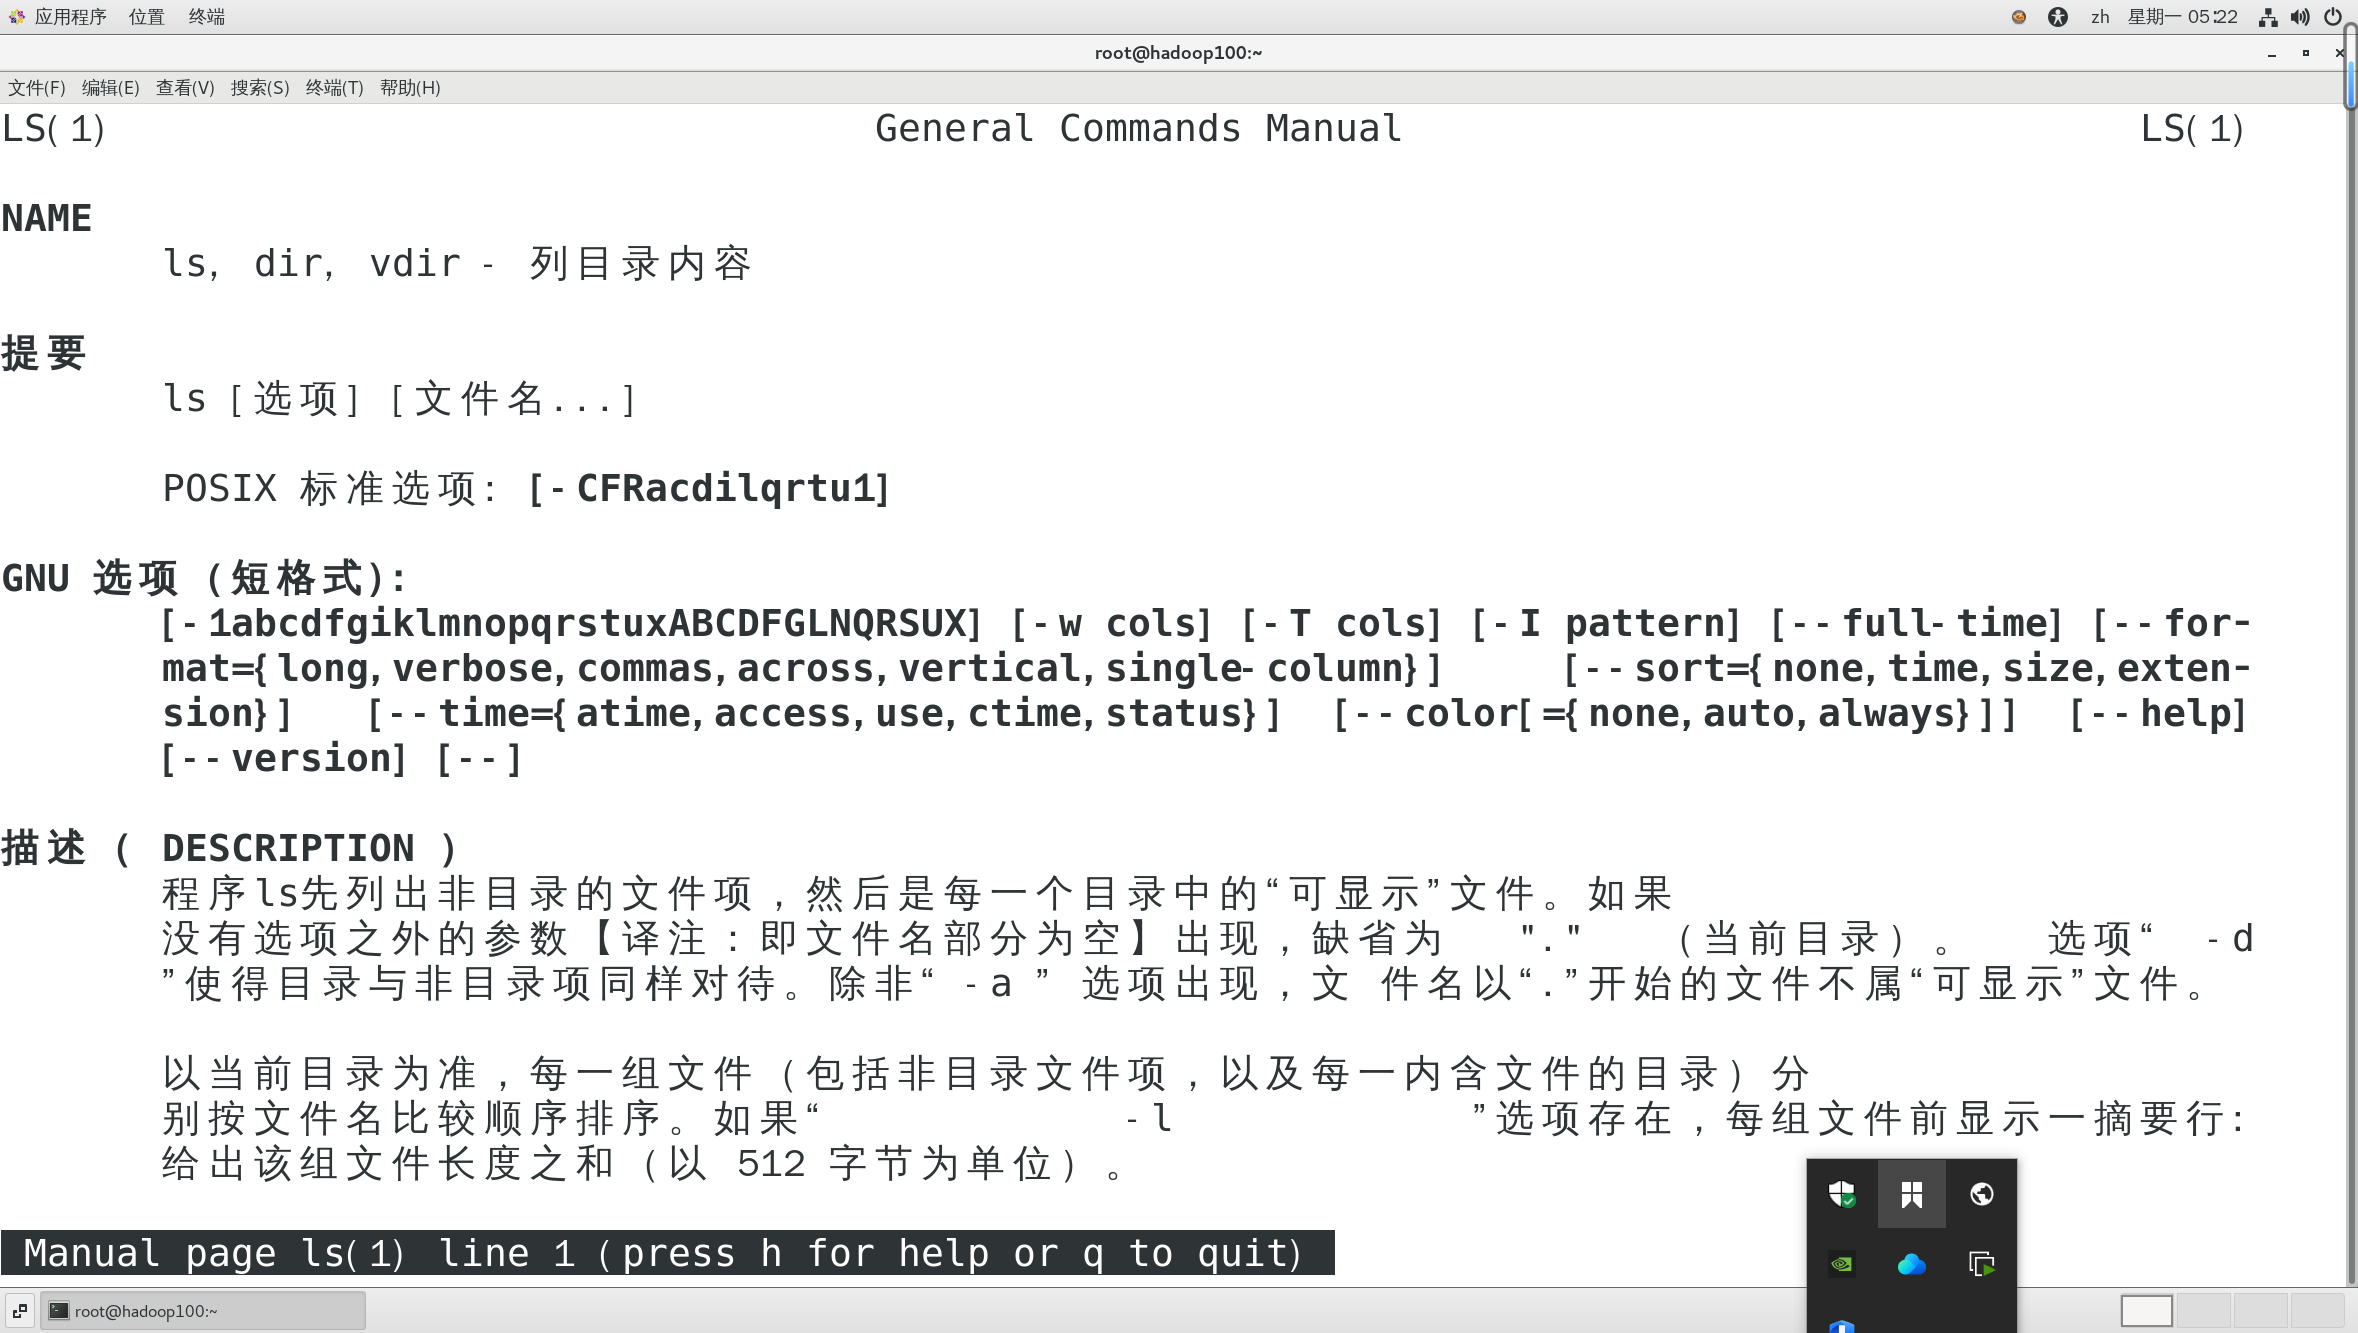 应用程序 位置 终端 zh 星期一 05:22
root@hadoop100:~
文件(F) 编辑(E) 查看(V) 搜索(S) 终端(T) 帮助(H)
LS(1) General Commands Manual LS(1)
NAME
ls, dir, vdir - 列目录内容
提要
ls [选项] [文件名...]
POSIX 标准选项: [-CFRacdilqrtu1]
GNU 选项 (短格式):
[-1abcdfgiklmnopqrstuxABCDFGLNQRSUX] [-w cols] [-T cols] [-I pattern] [--full-time] [--for-
mat={long,verbose,commas,across,vertical,single-column}] [--sort={none,time,size,exten-
sion}] [--time={atime,access,use,ctime,status}] [--color[={none,auto,always}]] [--help]
[--version] [--]
描述（ DESCRIPTION ）
程序ls先列出非目录的文件项，然后是每一个目录中的“可显示”文件。如果
没有选项之外的参数【译注：即文件名部分为空】出现，缺省为 "." （当前目录）。 选项“ -d
”使得目录与非目录项同样对待。除非“ -a ” 选项出现，文 件名以“.”开始的文件不属“可显示”文件。
以当前目录为准，每一组文件（包括非目录文件项，以及每一内含文件的目录）分
别按文件名比较顺序排序。如果“ -l ”选项存在，每组文件前显示一摘要行:
给出该组文件长度之和（以 512 字节为单位）。
Manual page ls(1) line 1 (press h for help or q to quit)
root@hadoop100:~